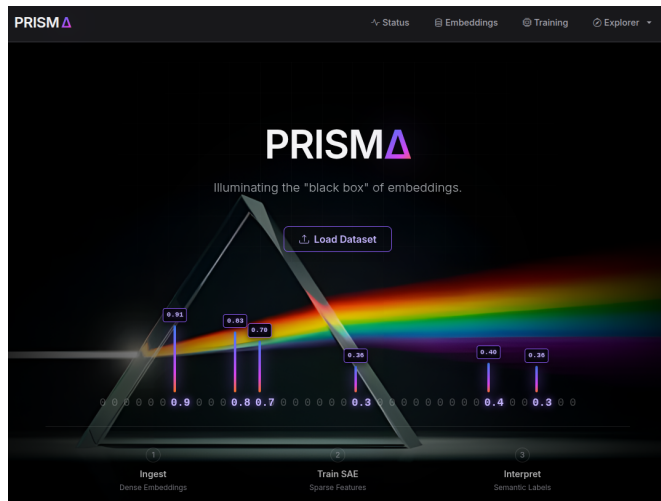 PRISMΔ
Status
Embeddings
Training
Explorer
PRISMΔ
Illuminating the "black box" of embeddings.
Load Dataset
0.91
0.83
0.70
0.36
0.40
0.36
0 0 0 0 0 0 0.9 0 0 0 0.8 0.7 0 0 0 0 0 0 0.3 0 0 0 0 0 0 0 0 0 0.4 0 0 0.3 0 0
1
2
3
Ingest
Train SAE
Interpret
Dense Embeddings
Sparse Features
Semantic Labels